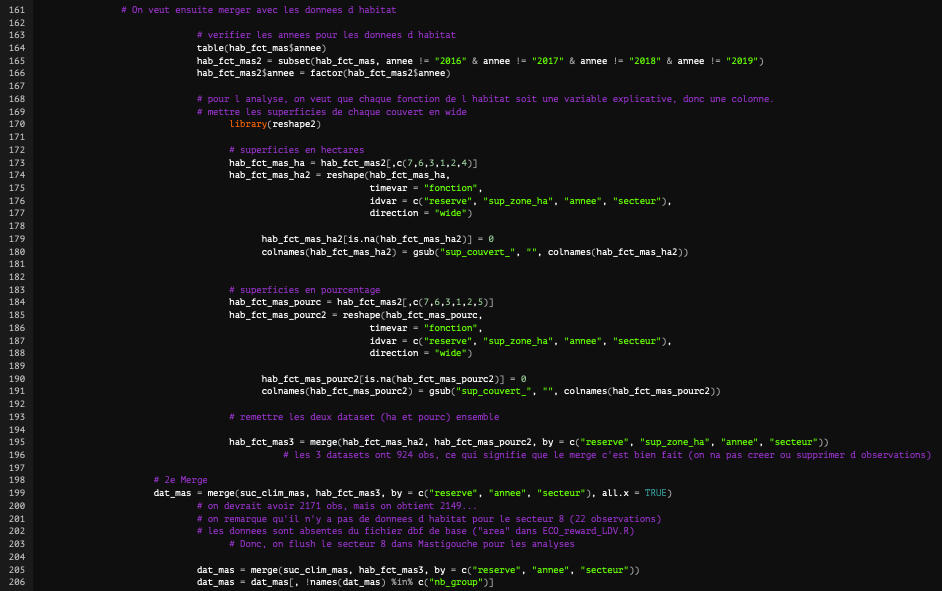 161 # On veut ensuite merger avec les donnees d habitat
162
163 # verifier les annees pour les donnees d habitat
164 table(hab_fct_mas$annee)
165 hab_fct_mas2 = subset(hab_fct_mas, annee != "2016" & annee != "2017" & annee != "2018" & annee != "2019")
166 hab_fct_mas2$annee = factor(hab_fct_mas2$annee)
167
168 # pour l analyse, on veut que chaque fonction de l habitat soit une variable explicative, donc une colonne.
169 # mettre les superficies de chaque couvert en wide
170 library(reshape2)
171
172 # superficies en hectares
173 hab_fct_mas_ha = hab_fct_mas2[,c(7,6,3,1,2,4)]
174 hab_fct_mas_ha2 = reshape(hab_fct_mas_ha,
175 timevar = "fonction",
176 idvar = c("reserve", "sup_zone_ha", "annee", "secteur"),
177 direction = "wide")
178
179 hab_fct_mas_ha2[is.na(hab_fct_mas_ha2)] = 0
180 colnames(hab_fct_mas_ha2) = gsub("sup_couvert_", "", colnames(hab_fct_mas_ha2))
181
182
183 # superficies en pourcentage
184 hab_fct_mas_pourc = hab_fct_mas2[,c(7,6,3,1,2,5)]
185 hab_fct_mas_pourc2 = reshape(hab_fct_mas_pourc,
186 timevar = "fonction",
187 idvar = c("reserve", "sup_zone_ha", "annee", "secteur"),
188 direction = "wide")
189
190 hab_fct_mas_pourc2[is.na(hab_fct_mas_pourc2)] = 0
191 colnames(hab_fct_mas_pourc2) = gsub("sup_couvert_", "", colnames(hab_fct_mas_pourc2))
192
193 # remettre les deux dataset (ha et pourc) ensemble
194
195 hab_fct_mas3 = merge(hab_fct_mas_ha2, hab_fct_mas_pourc2, by = c("reserve", "sup_zone_ha", "annee", "secteur"))
196 # les 3 datasets ont 924 obs, ce qui signifie que le merge c'est bien fait (on na pas creer ou supprimer d observations)
197
198 # 2e Merge
199 dat_mas = merge(suc_clim_mas, hab_fct_mas3, by = c("reserve", "annee", "secteur"), all.x = TRUE)
200 # on devrait avoir 2171 obs, mais on obtient 2149...
201 # on remarque qu'il n'y a pas de donnees d habitat pour le secteur 8 (22 observations)
202 # les donnees sont absentes du fichier dbf de base ("area" dans ECO_reward_LDV.R)
203 # Donc, on flush le secteur 8 dans Mastigouche pour les analyses
204
205 dat_mas = merge(suc_clim_mas, hab_fct_mas3, by = c("reserve", "annee", "secteur"))
206 dat_mas = dat_mas[, !names(dat_mas) %in% c("nb_group")]